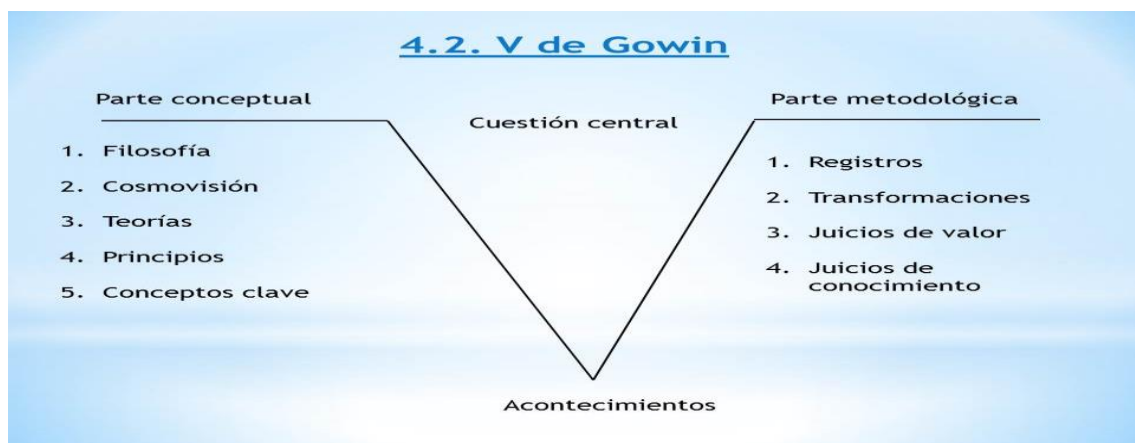 4.2. V de Gowin
Parte conceptual
1. Filosofía
2. Cosmovisión
3. Teorías
4. Principios
5. Conceptos clave
Cuestión central
Parte metodológica
1. Registros
2. Transformaciones
3. Juicios de valor
4. Juicios de
conocimiento
Acontecimientos